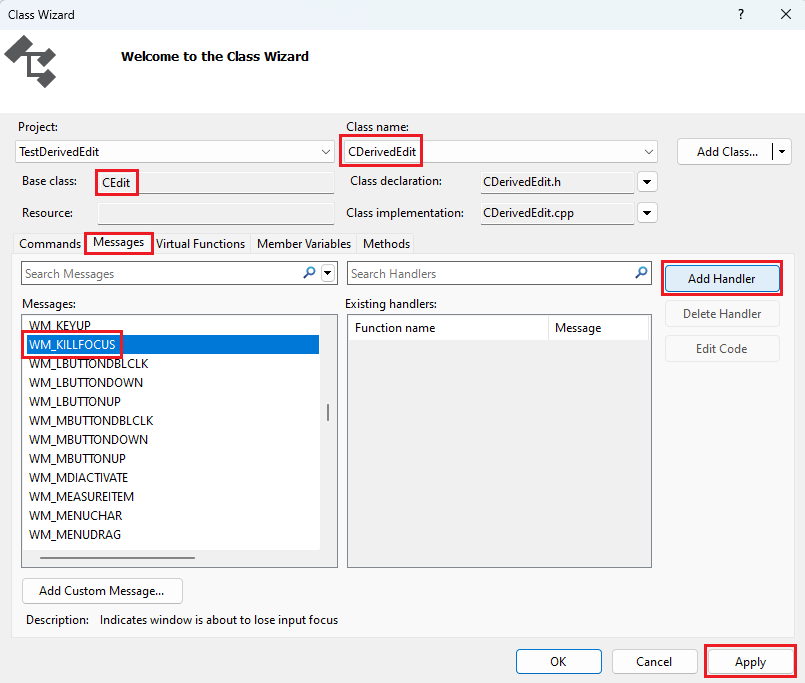 Class Wizard
?
Welcome to the Class Wizard
Project:
Class name:
TestDerivedEdit
CDerivedEdit
Add Class...
Base class:
CEdit
Class declaration:
CDerivedEdit.h
Resource:
Class implementation:
CDerivedEdit.cpp
Commands
Messages
Virtual Functions
Member Variables
Methods
Search Messages
Search Handlers
Add Handler
Messages:
Existing handlers:
Delete Handler
Edit Code
Function name
Message
WM_KEYUP
WM_KILLFOCUS
WM_LBUTTONDBLCLK
WM_LBUTTONDOWN
WM_LBUTTONUP
WM_MBUTTONDBLCLK
WM_MBUTTONDOWN
WM_MBUTTONUP
WM_MDIACTIVATE
WM_MEASUREITEM
WM_MENUCHAR
WM_MENUDRAG
Add Custom Message...
Description: Indicates window is about to lose input focus
OK
Cancel
Apply